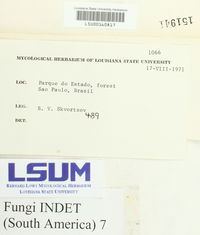 Louisiana State University
151941
1066
MYCOLOGICAL HERBARIUM OF LOUISIANA STATE UNIVERSITY
17-VIII-1971
LOC: Parque do Estado, forest
Sao Paulo, Brazil
LEG: B. V. Skvortzov
DET: 489
LSUM
BERNARD LOWY MYCOLOGICAL HERBARIUM
LOUISIANA STATE UNIVERSITY
Fungi INDET
(South America) 7